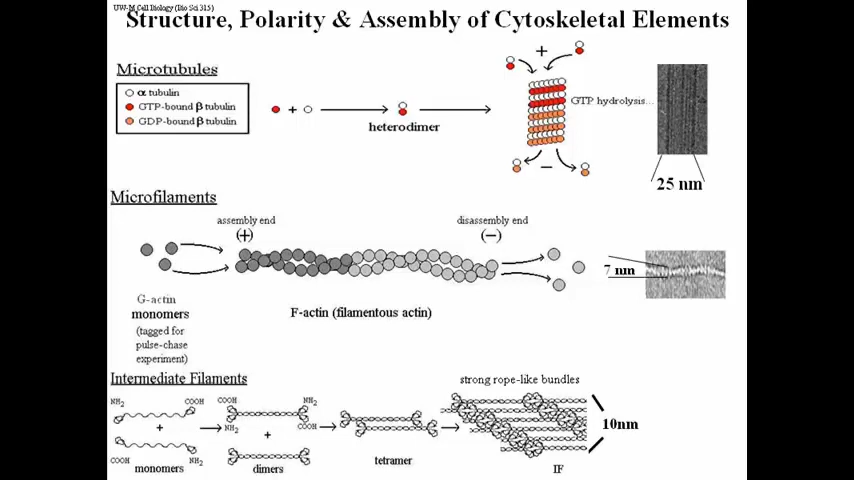 UW-M Cell Biology (Bio Sci 315)
Structure, Polarity & Assembly of Cytoskeletal Elements
Microtubules
α tubulin
GTP-bound β tubulin
GDP-bound β tubulin
+
heterodimer
+
GTP hydrolysis...
−
25 nm
Microfilaments
assembly end
(+)
disassembly end
(−)
G-actin
monomers
(tagged for
pulse-chase
experiment)
F-actin (filamentous actin)
7 nm
Intermediate Filaments
NH2
COOH
+
COOH
NH2
monomers
COOH
NH2
NH2
COOH
+
dimers
tetramer
strong rope-like bundles
IF
10nm